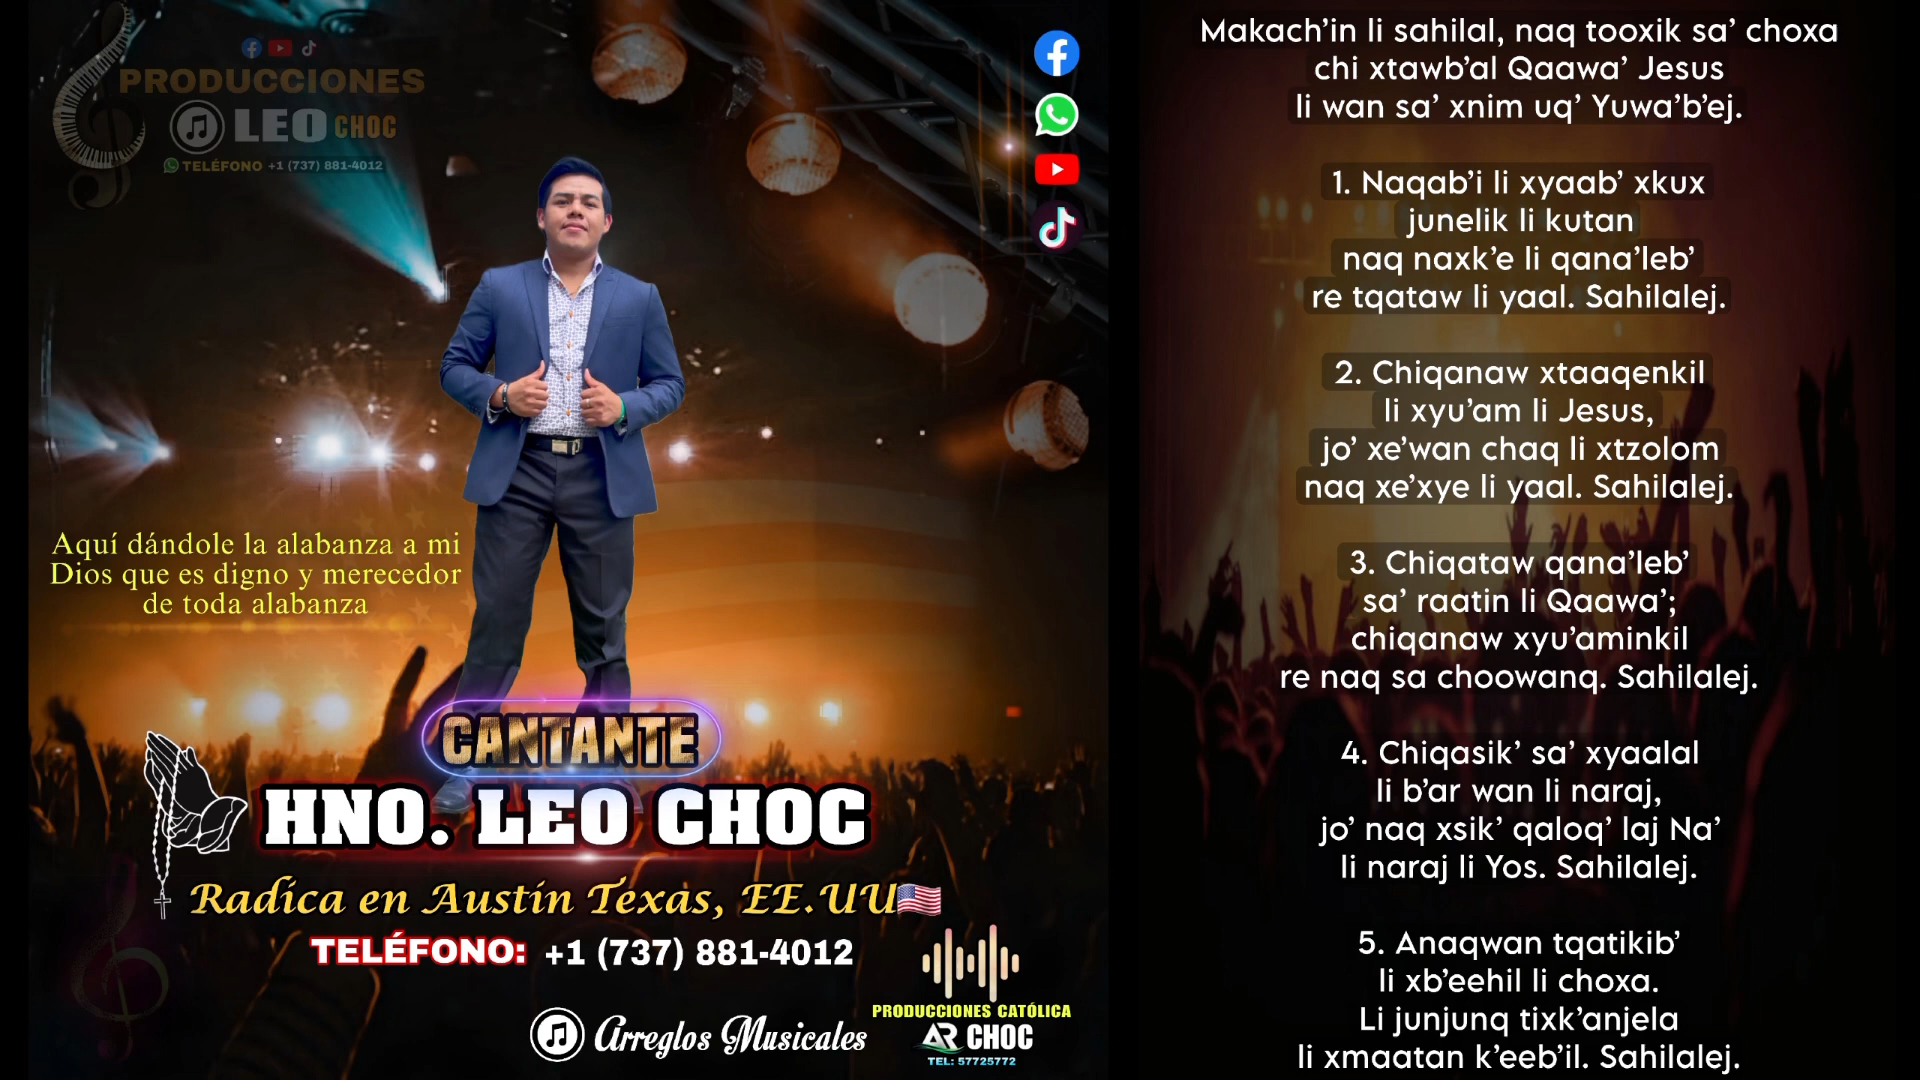 PRODUCCIONES
LEO CHOC
TELÉFONO +1 (737) 881-4012
Aquí dándole la alabanza a mi
Dios que es digno y merecedor
de toda alabanza
CANTANTE
HNO. LEO CHOC
Radica en Austin Texas, EE.UU
TELÉFONO: +1 (737) 881-4012
Arreglos Musicales
PRODUCCIONES CATÓLICA
AR CHOC
TEL: 57725772
Makach’in li sahilal, naq tooxik sa’ choxa
chi xtawb’al Qaawa’ Jesus
li wan sa’ xnim uq’ Yuwa’b’ej.
1. Naqab’i li xyaab’ xkux
junelik li kutan
naq naxk’e li qana’leb’
re tqataw li yaal. Sahilalej.
2. Chiqanaw xtaaqenkil
li xyu’am li Jesus,
jo’ xe’wan chaq li xtzolom
naq xe’xye li yaal. Sahilalej.
3. Chiqataw qana’leb’
sa’ raatin li Qaawa’;
chiqanaw xyu’aminkil
re naq sa choowanq. Sahilalej.
4. Chiqasik’ sa’ xyaalal
li b’ar wan li naraj,
jo’ naq xsik’ qaloq’ laj Na’
li naraj li Yos. Sahilalej.
5. Anaqwan tqatikib’
li xb’eehil li choxa.
Li junjunq tixk’anjela
li xmaatan k’eeb’il. Sahilalej.